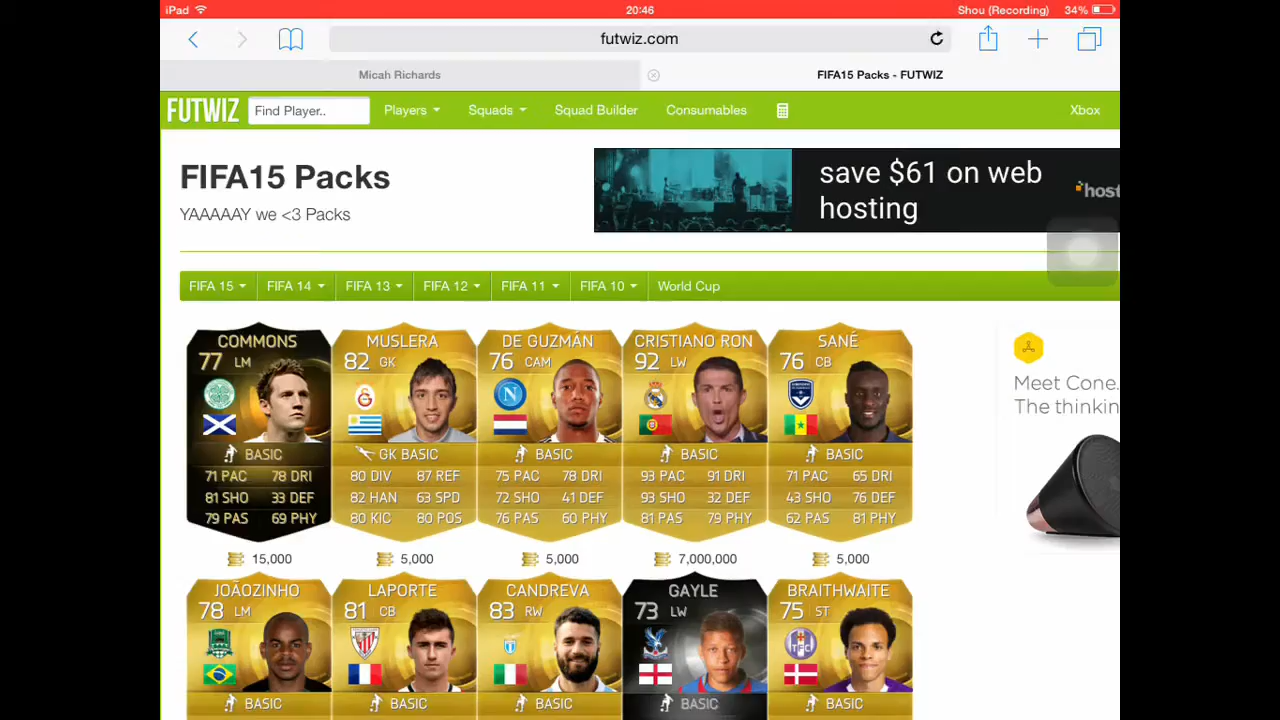 iPad 20:46 Shou (Recording) 34%
futwiz.com
Micah Richards FIFA15 Packs - FUTWIZ
FUTWIZ Find Player.. Players Squads Squad Builder Consumables Xbox
FIFA15 Packs
YAAAAAY we <3 Packs
save $61 on web
hosting
host
FIFA 15 FIFA 14 FIFA 13 FIFA 12 FIFA 11 FIFA 10 World Cup
COMMONS MUSLERA DE GUZMÁN CRISTIANO RON SANÉ
77 LM 82 GK 76 CAM 92 LW 76 CB
BASIC GK BASIC BASIC BASIC BASIC
71 PAC 78 DRI 80 DIV 87 REF 75 PAC 78 DRI 93 PAC 91 DRI 71 PAC 65 DRI
81 SHO 33 DEF 82 HAN 63 SPD 72 SHO 41 DEF 93 SHO 32 DEF 43 SHO 76 DEF
79 PAS 69 PHY 80 KIC 80 POS 76 PAS 60 PHY 81 PAS 79 PHY 62 PAS 81 PHY
15,000 5,000 5,000 7,000,000 5,000
Meet Cone.
The thinkin
JOÃOZINHO LAPORTE CANDREVA GAYLE BRAITHWAITE
78 LM 81 CB 83 RW 73 LW 75 ST
BASIC BASIC BASIC BASIC BASIC